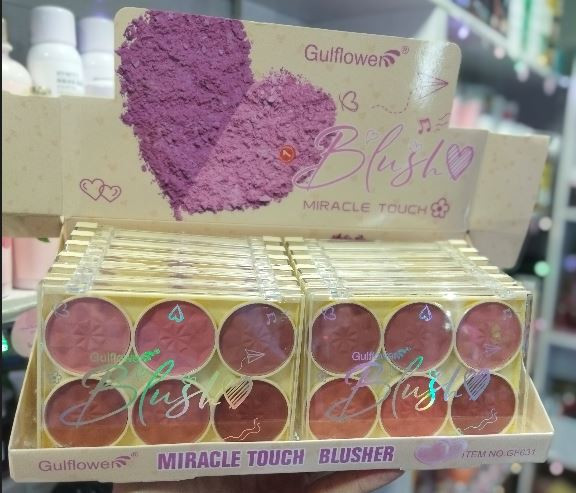 Gulflower®
Blush
MIRACLE TOUCH
Gulflower
Blush
Gulflower
Blush
Gulflower
MIRACLE TOUCH BLUSHER
ITEM NO.GF631